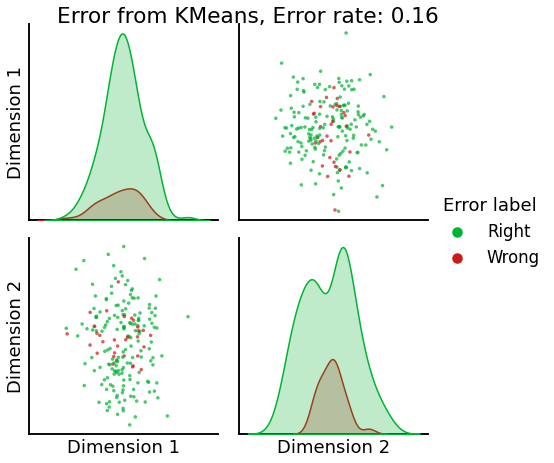 Error from KMeans, Error rate: 0.16
Dimension 1
Error label
Right
Wrong
Dimension 2
Dimension 1
Dimension 2